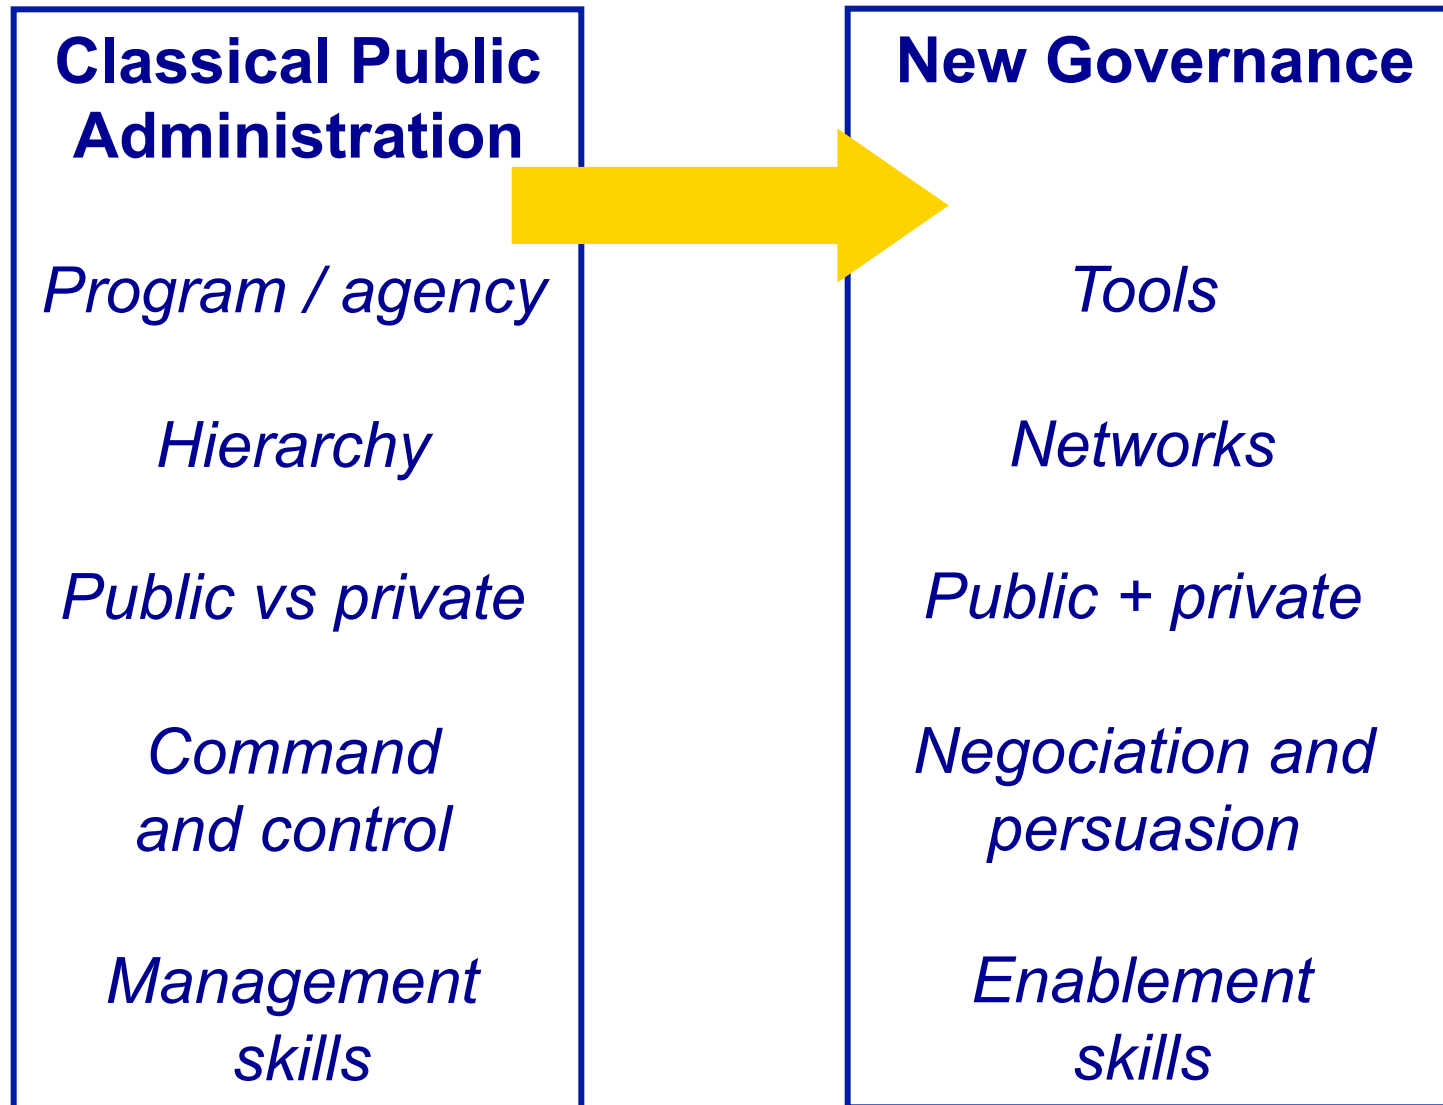 Classical Public
Administration
Program / agency
Hierarchy
Public vs private
Command
and control
Management
skills
New Governance
Tools
Networks
Public + private
Negociation and
persuasion
Enablement
skills